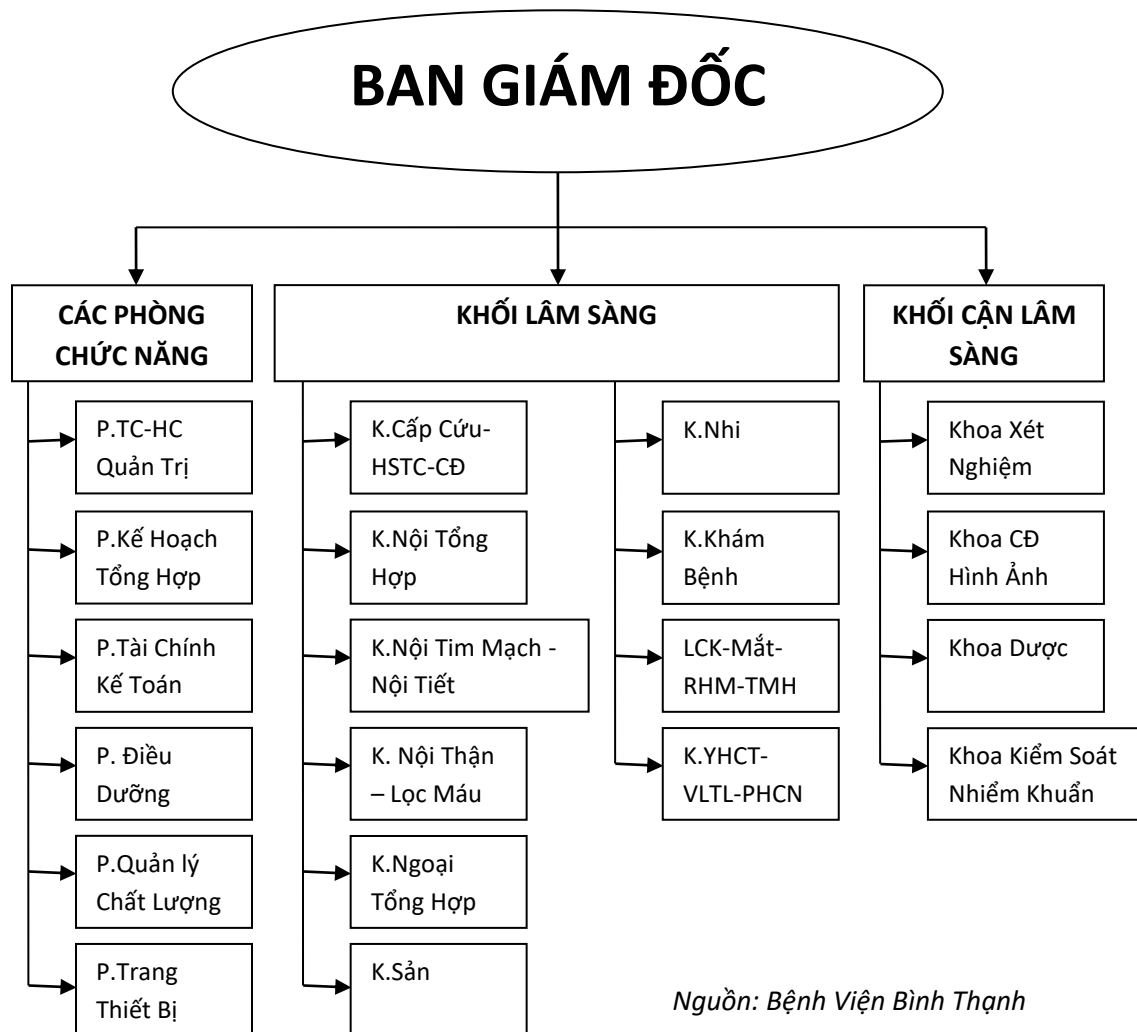 BAN GIÁM ĐỐC
CÁC PHÒNG
CHỨC NĂNG
P.TC-HC
Quản Trị
P.Kế Hoạch
Tổng Hợp
P.Tài Chính
Kế Toán
P. Điều
Dưỡng
P.Quản lý
Chất Lượng
P.Trang
Thiết Bị
KHỐI LÂM SÀNG
K.Cấp Cứu-
HSTC-CĐ
K.Nội Tổng
Hợp
K.Nội Tim Mạch -
Nội Tiết
K. Nội Thận
– Lọc Máu
K.Ngoại
Tổng Hợp
K.Sản
K.Nhi
K.Khám
Bệnh
LCK-Mắt-
RHM-TMH
K.YHCT-
VLTL-PHCN
KHỐI CẬN LÂM
SÀNG
Khoa Xét
Nghiệm
Khoa CĐ
Hình Ảnh
Khoa Dược
Khoa Kiểm Soát
Nhiểm Khuẩn
Nguồn: Bệnh Viện Bình Thạnh